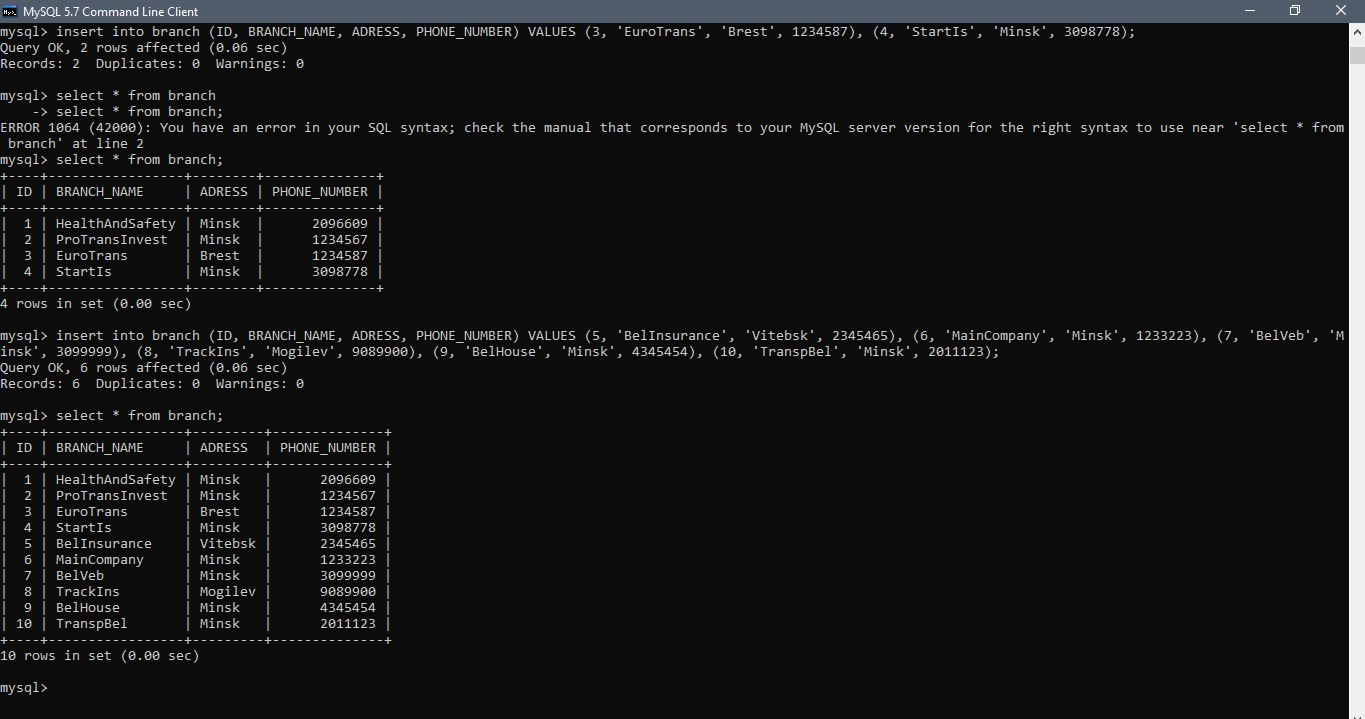 MySQL 5.7 Command Line Client
mysql> insert into branch (ID, BRANCH_NAME, ADRESS, PHONE_NUMBER) VALUES (3, 'EuroTrans', 'Brest', 1234587), (4, 'StartIs', 'Minsk', 3098778);
Query OK, 2 rows affected (0.06 sec)
Records: 2  Duplicates: 0  Warnings: 0

mysql> select * from branch
    -> select * from branch;
ERROR 1064 (42000): You have an error in your SQL syntax; check the manual that corresponds to your MySQL server version for the right syntax to use near 'select * from
 branch' at line 2
mysql> select * from branch;
+----+-----------------+--------+--------------+
| ID | BRANCH_NAME     | ADRESS | PHONE_NUMBER |
+----+-----------------+--------+--------------+
|  1 | HealthAndSafety | Minsk  |      2096609 |
|  2 | ProTransInvest  | Minsk  |      1234567 |
|  3 | EuroTrans       | Brest  |      1234587 |
|  4 | StartIs         | Minsk  |      3098778 |
+----+-----------------+--------+--------------+
4 rows in set (0.00 sec)

mysql> insert into branch (ID, BRANCH_NAME, ADRESS, PHONE_NUMBER) VALUES (5, 'BelInsurance', 'Vitebsk', 2345465), (6, 'MainCompany', 'Minsk', 1233223), (7, 'BelVeb', 'M
insk', 3099999), (8, 'TrackIns', 'Mogilev', 9089900), (9, 'BelHouse', 'Minsk', 4345454), (10, 'TranspBel', 'Minsk', 2011123);
Query OK, 6 rows affected (0.06 sec)
Records: 6  Duplicates: 0  Warnings: 0

mysql> select * from branch;
+----+-----------------+---------+--------------+
| ID | BRANCH_NAME     | ADRESS  | PHONE_NUMBER |
+----+-----------------+---------+--------------+
|  1 | HealthAndSafety | Minsk   |      2096609 |
|  2 | ProTransInvest  | Minsk   |      1234567 |
|  3 | EuroTrans       | Brest   |      1234587 |
|  4 | StartIs         | Minsk   |      3098778 |
|  5 | BelInsurance    | Vitebsk |      2345465 |
|  6 | MainCompany     | Minsk   |      1233223 |
|  7 | BelVeb          | Minsk   |      3099999 |
|  8 | TrackIns        | Mogilev |      9089900 |
|  9 | BelHouse        | Minsk   |      4345454 |
| 10 | TranspBel       | Minsk   |      2011123 |
+----+-----------------+---------+--------------+
10 rows in set (0.00 sec)

mysql>